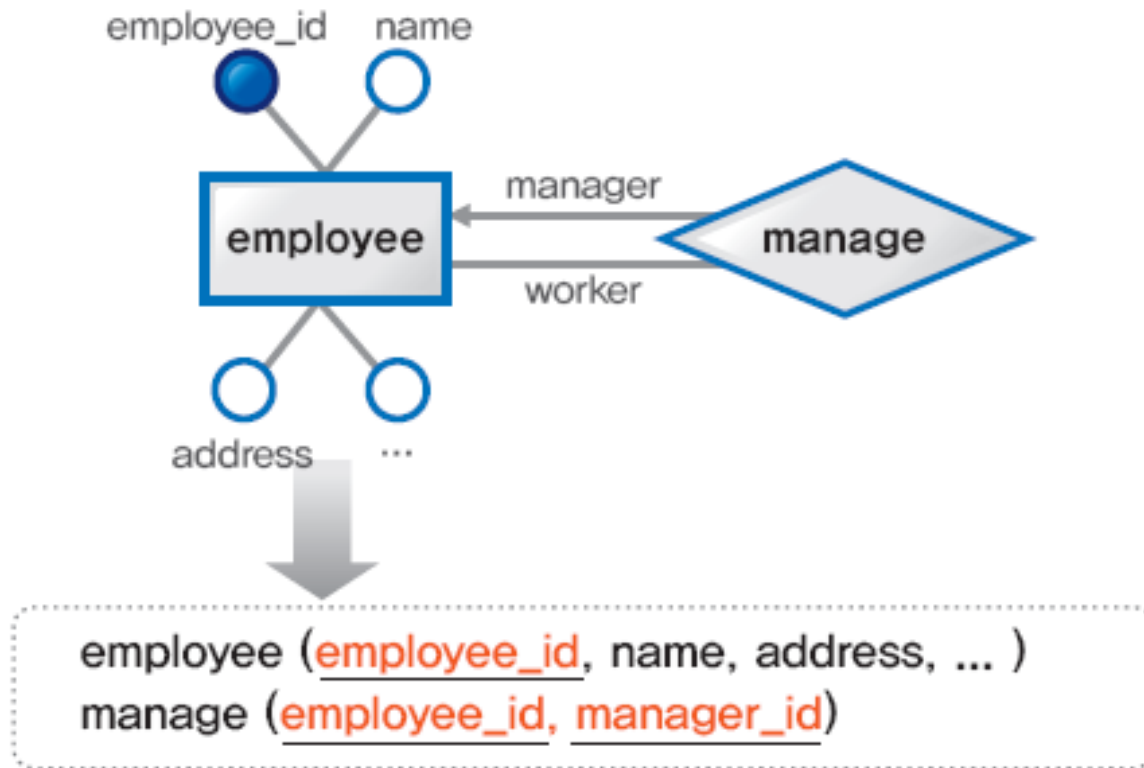 employee_id name
manager
employee
manage
worker
address ...
employee (employee_id, name, address, ... )
manage (employee_id, manager_id)